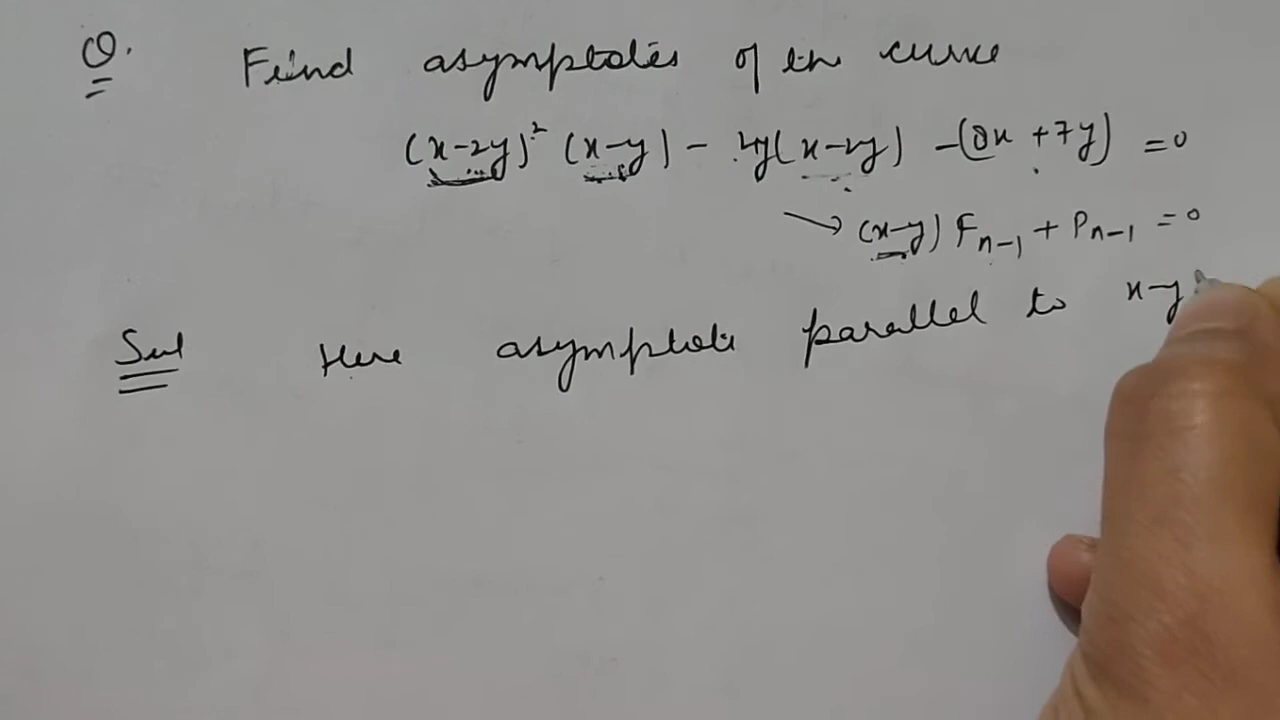 Q. Find asymptotes of the curve
(x-2y)² (x-y) - 4y(x-2y) - (8x + 7y) = 0
→ (x-y) Fn-1 + Pn-1 = 0
Sol Here asymptote parallel to x-y